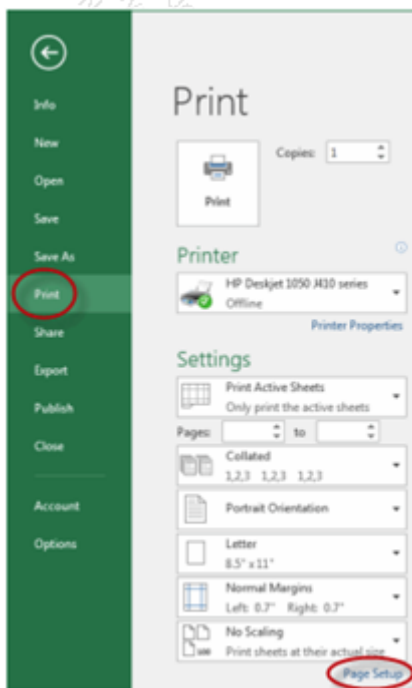 Info
New
Open
Save
Save As
Print
Share
Export
Publish
Close
Account
Options
Print
Copies: 1
Print
Printer
HP Deskjet 1050 J410 series
Offline
Printer Properties
Settings
Print Active Sheets
Only print the active sheets
Pages: to
Collated
1,2,3 1,2,3 1,2,3
Portrait Orientation
Letter
8.5" x 11"
Normal Margins
Left: 0.7" Right: 0.7"
No Scaling
100
Print sheets at their actual size
Page Setup